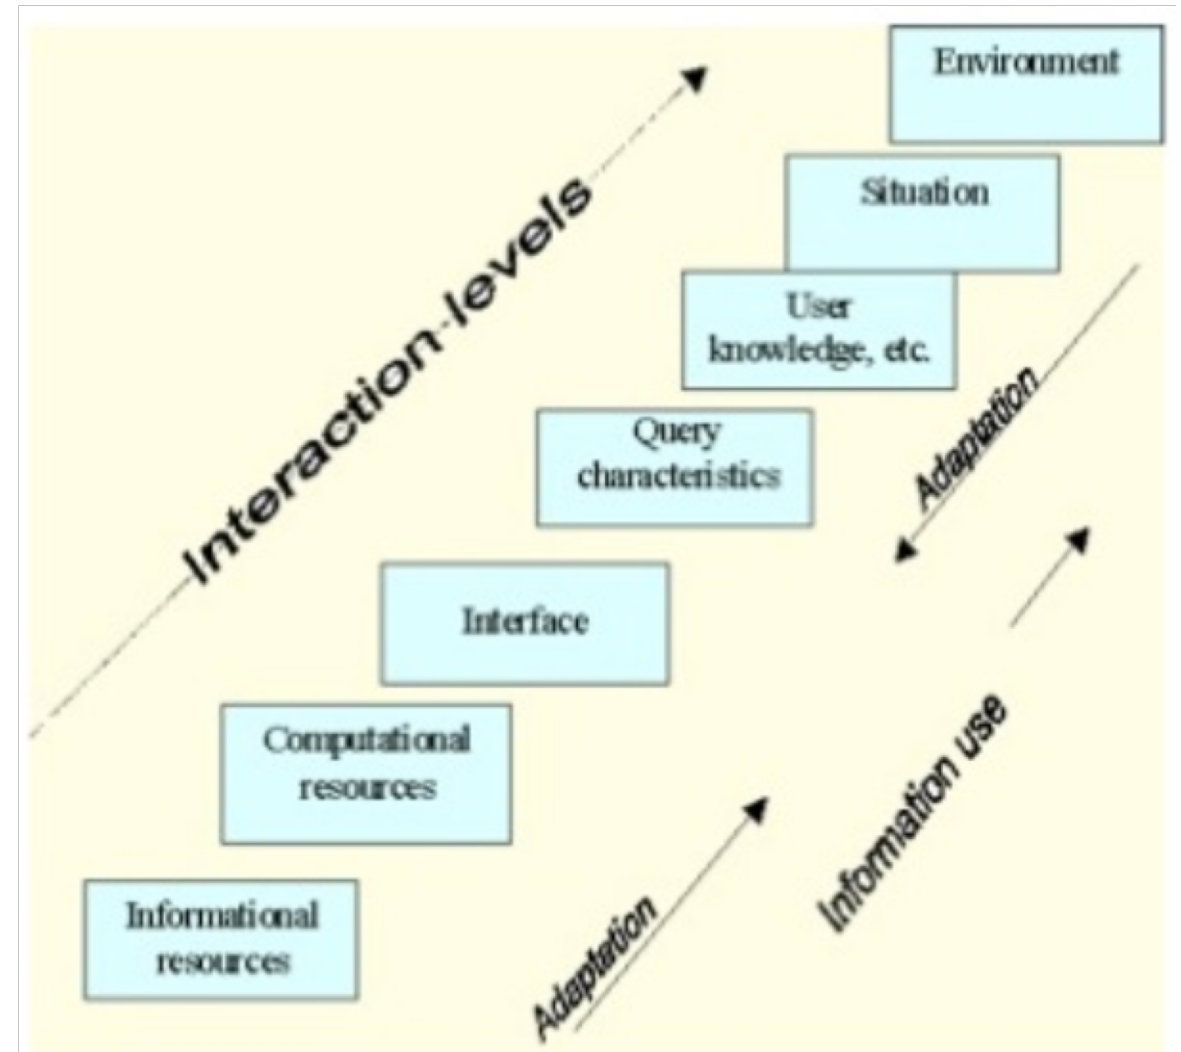 Environment
Situation
Interaction-levels
User
knowledge, etc.
Adaptation
Query
characteristics
Interface
Information use
Computational
resources
Adaptation
Informational
resources